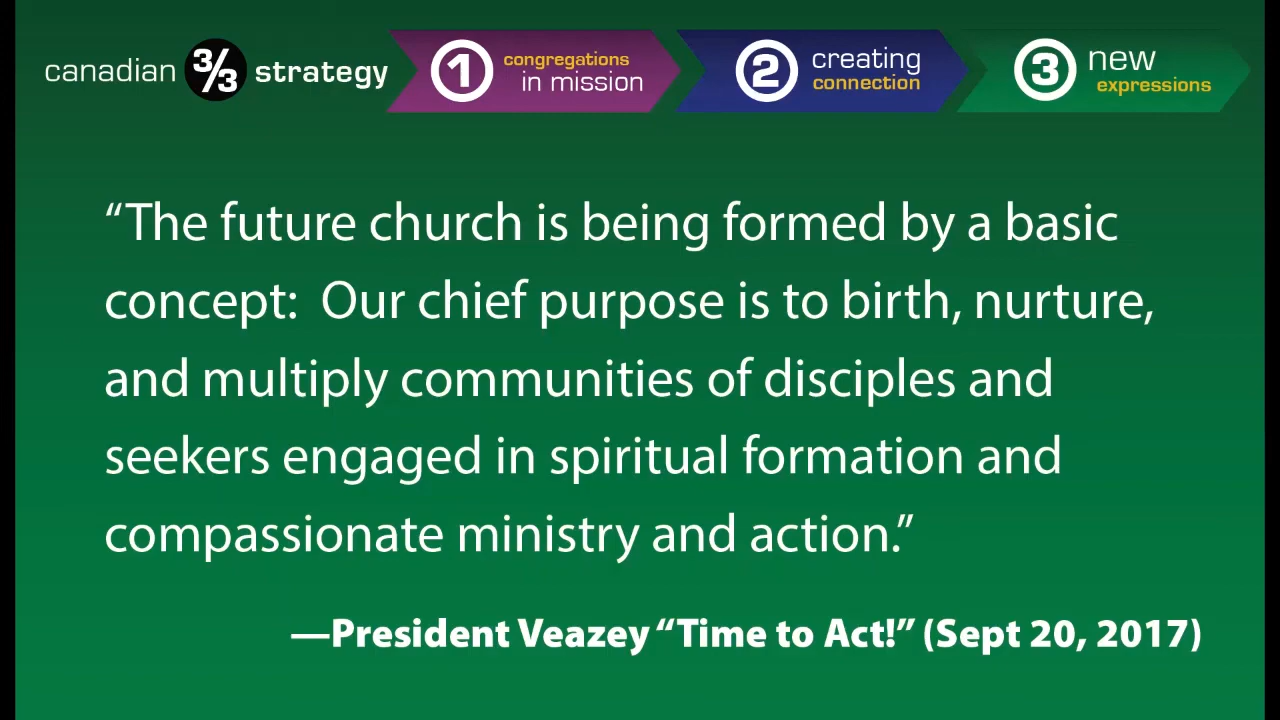 canadian 3/3 strategy
1 congregations in mission
2 creating connection
3 new expressions
“The future church is being formed by a basic
concept:  Our chief purpose is to birth, nurture,
and multiply communities of disciples and
seekers engaged in spiritual formation and
compassionate ministry and action.”
—President Veazey “Time to Act!” (Sept 20, 2017)